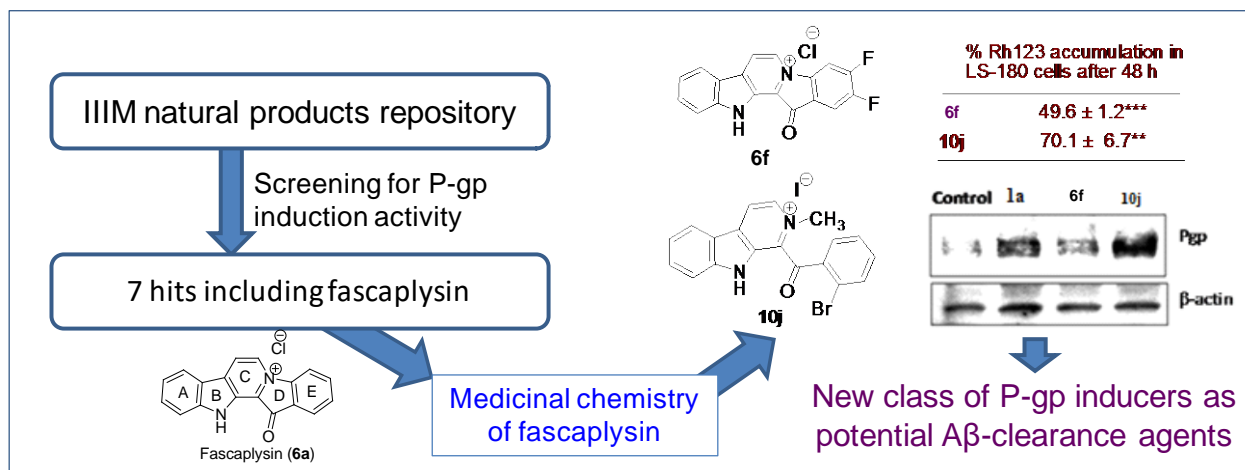 IIIM natural products repository
Screening for P-gp
induction activity
7 hits including fascaplysin
Cl
⊖
A
B
C
N
+
D
E
N
H
O
Fascaplysin (6a)
Medicinal chemistry
of fascaplysin
⊖
Cl
N
+
F
F
N
H
O
6f
I
⊖
N
+
CH3
N
H
O
Br
10j
% Rh123 accumulation in
LS-180 cells after 48 h
6f 49.6 ± 1.2***
10j 70.1 ± 6.7**
Control 1a 6f 10j
Pgp
β-actin
New class of P-gp inducers as
potential Aβ-clearance agents